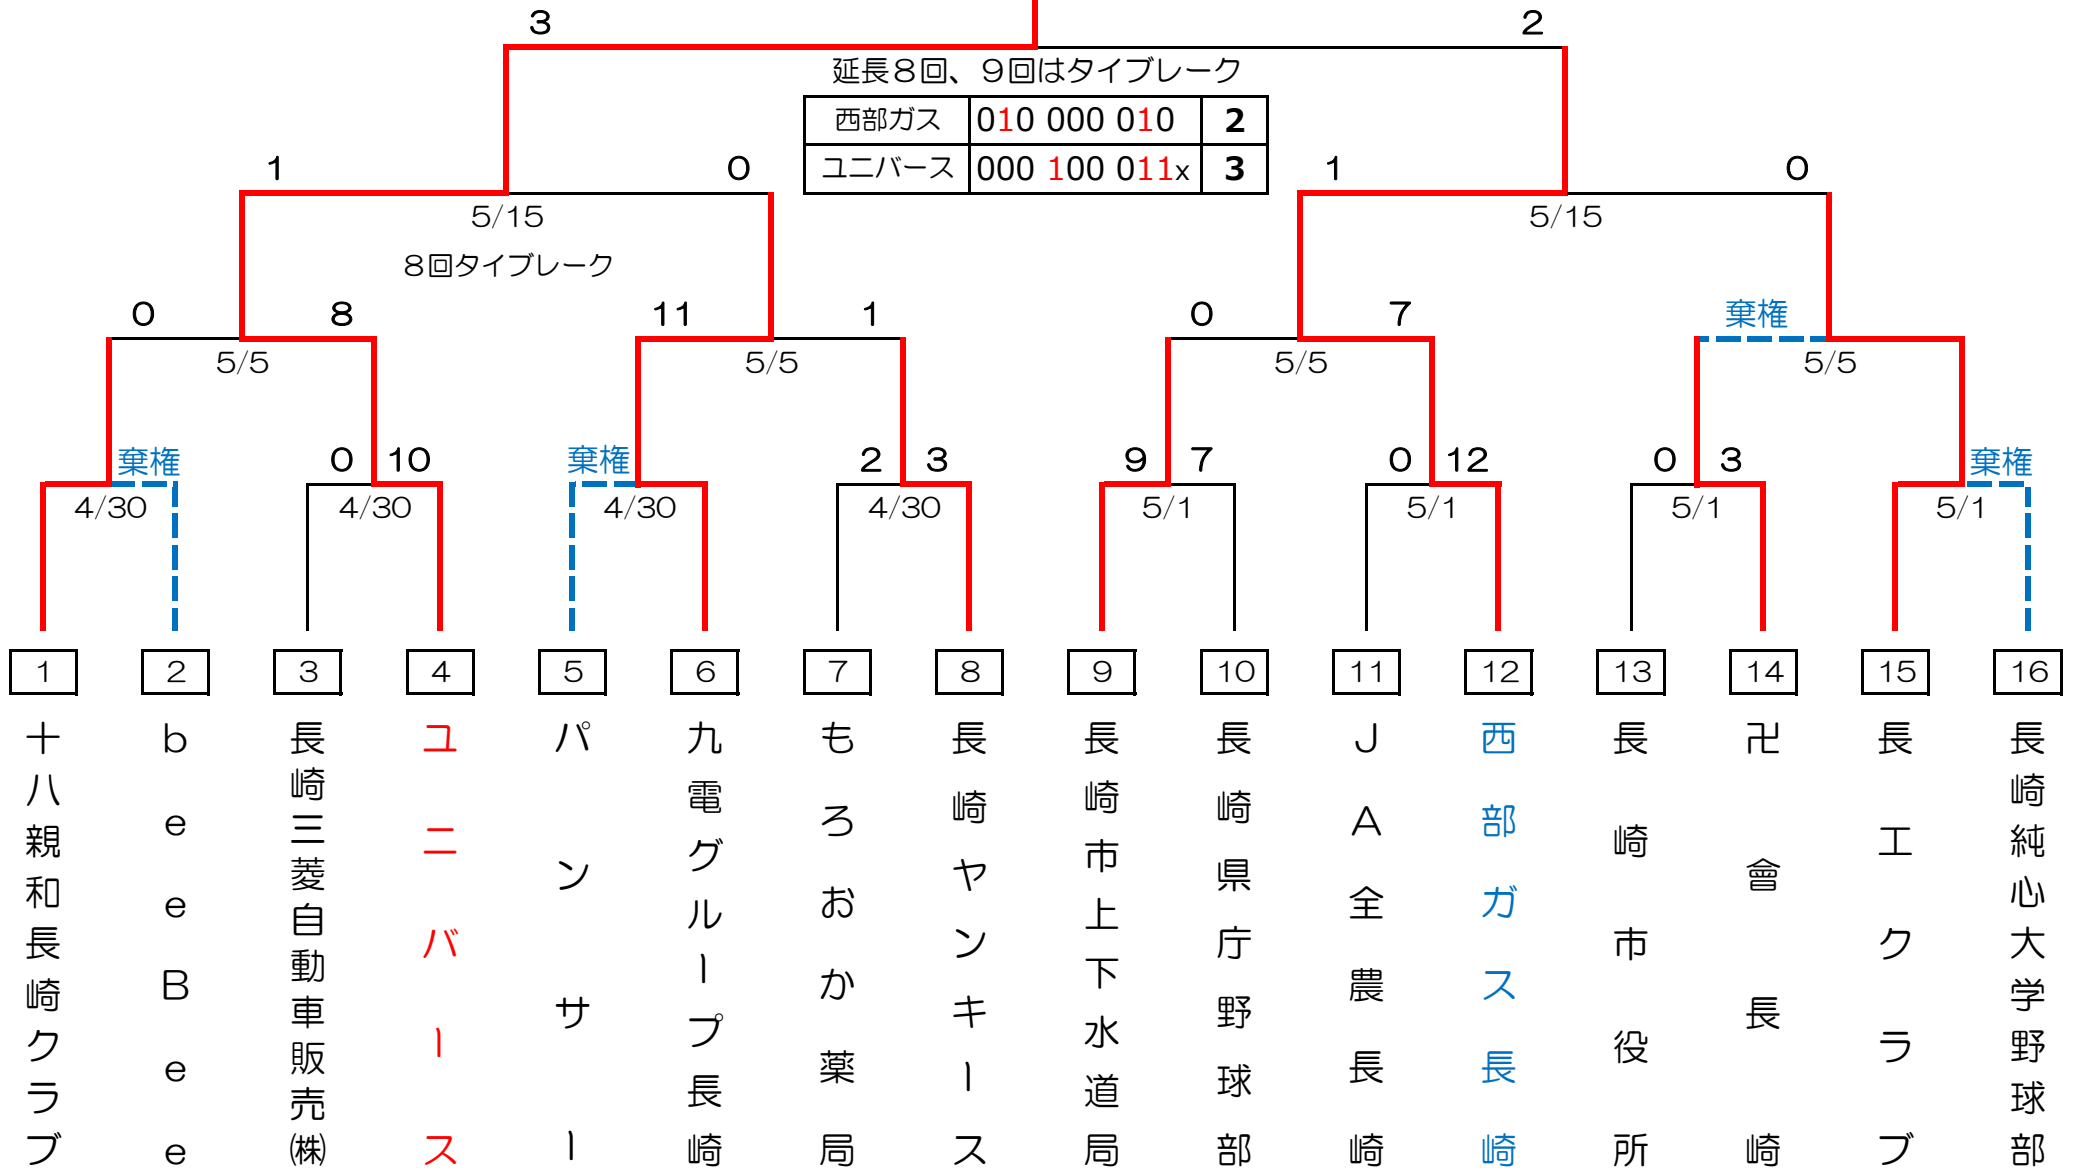 3 2
延長８回、９回はタイブレーク
西部ガス 010 000 010 2
ユニバース 000 100 011x 3
1 0 1 0
5/15 5/15
８回タイブレーク
0 8 11 1 0 7 棄権
5/5 5/5 5/5 5/5
棄権 0 10 棄権 2 3 9 7 0 12 0 3 棄権
4/30 4/30 4/30 4/30 5/1 5/1 5/1 5/1
1 2 3 4 5 6 7 8 9 10 11 12 13 14 15 16
十八親和長崎クラブ
ｂｅｅＢｅｅ
長崎三菱自動車販売㈱
ユニバース
パンサー
九電グループ長崎
もろおか薬局
長崎ヤンキース
長崎市上下水道局
長崎県庁野球部
ＪＡ全農長崎
西部ガス長崎
長崎市役所
卍會長崎
長工クラブ
長崎純心大学野球部